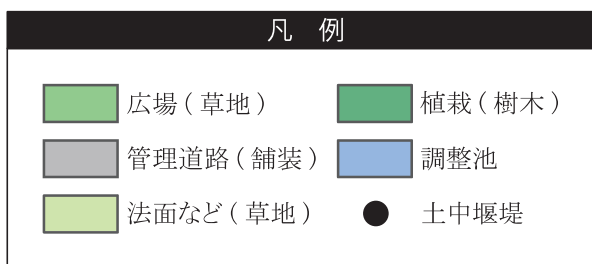 凡 例
広場 ( 草地 )
植栽 ( 樹木 )
管理道路 ( 舗装 )
調整池
法面など ( 草地 )
土中堰堤